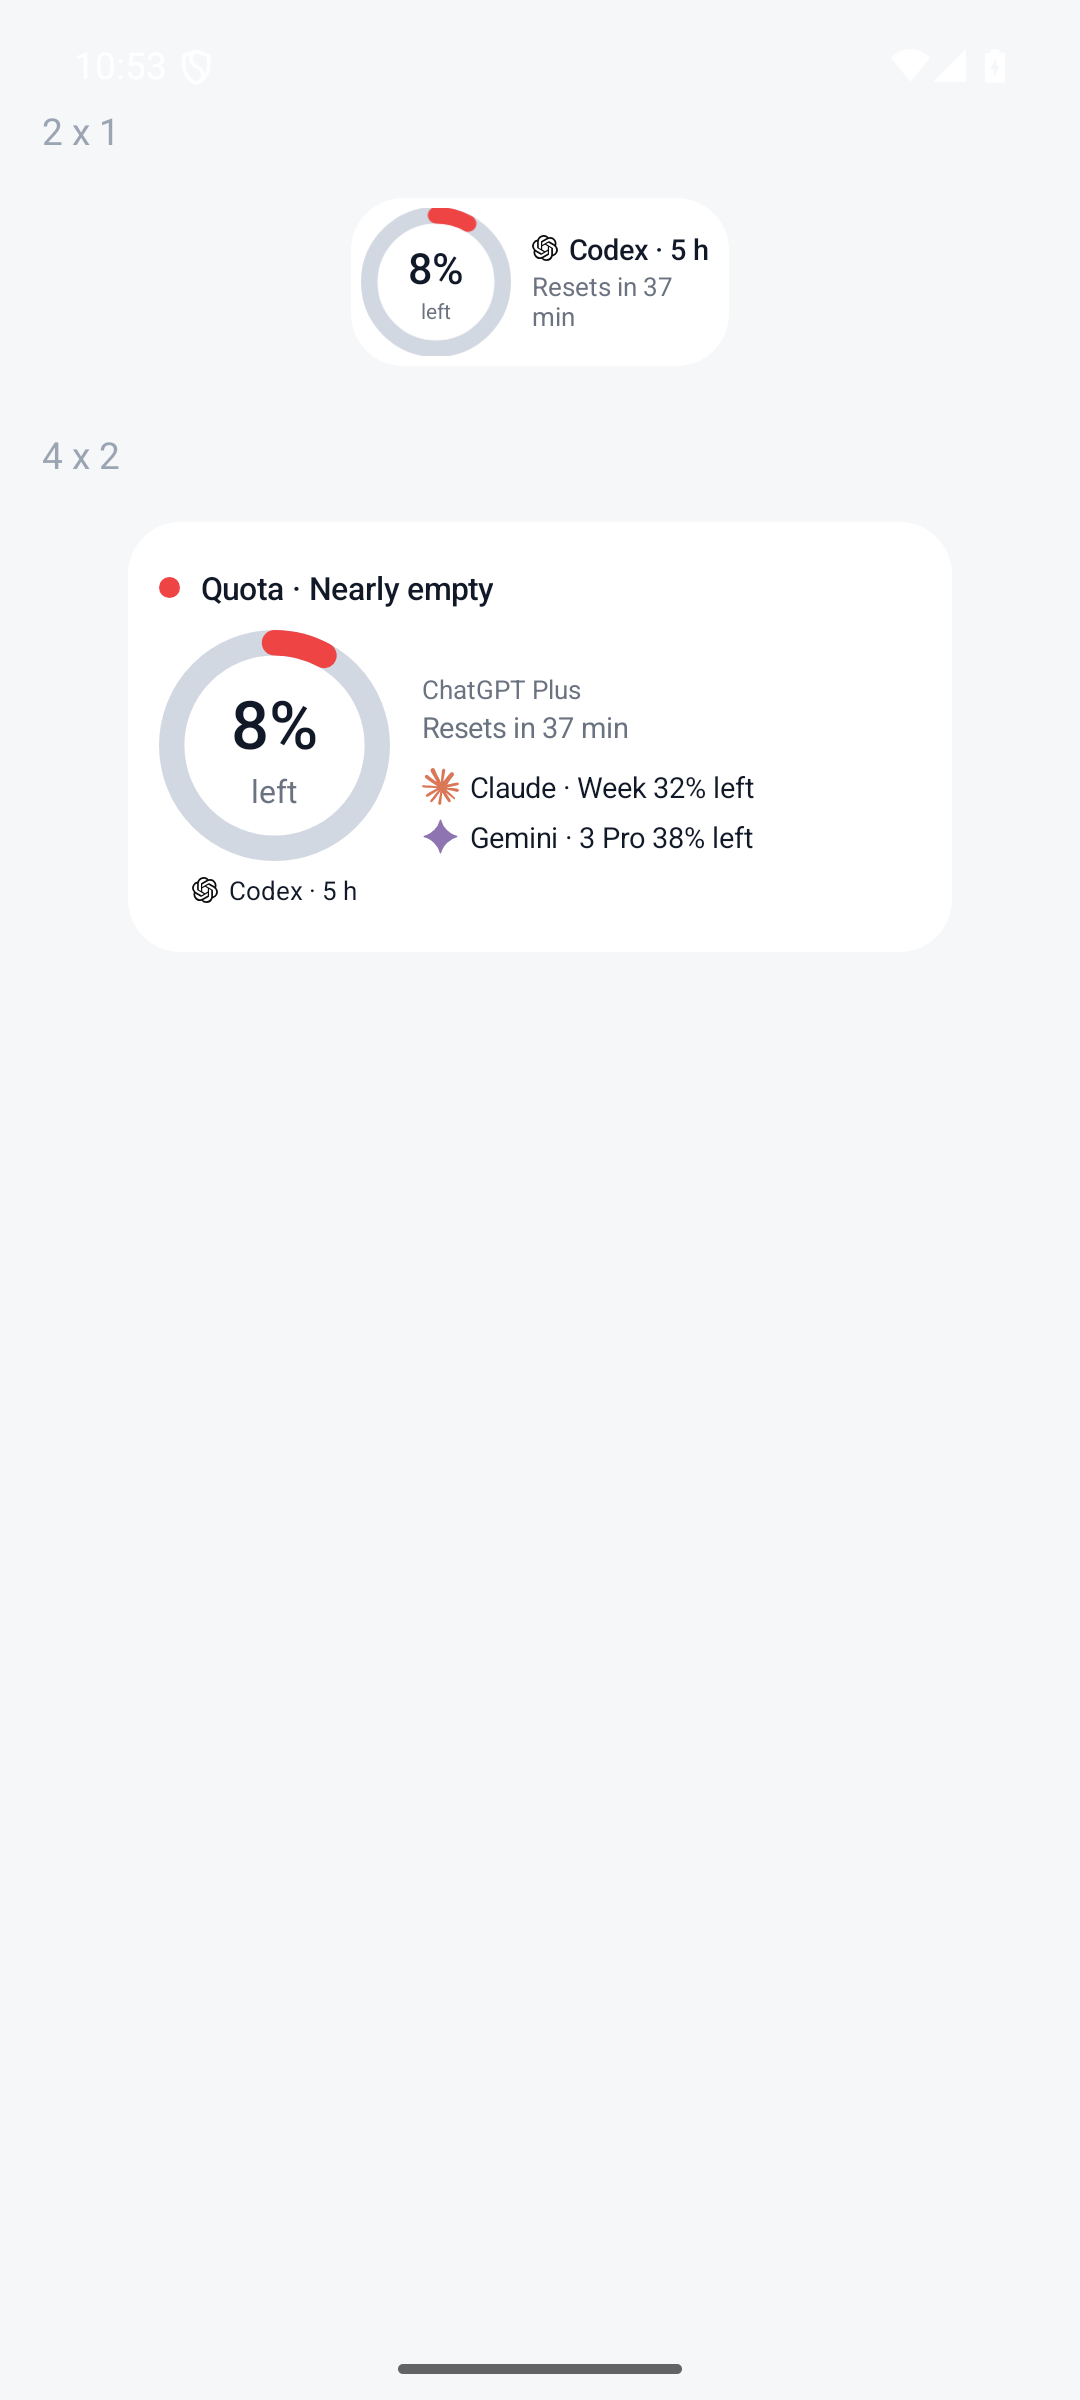 10:53
2 x 1
8%
left
Codex · 5 h
Resets in 37
min
4 x 2
Quota · Nearly empty
8%
left
Codex · 5 h
ChatGPT Plus
Resets in 37 min
Claude · Week 32% left
Gemini · 3 Pro 38% left